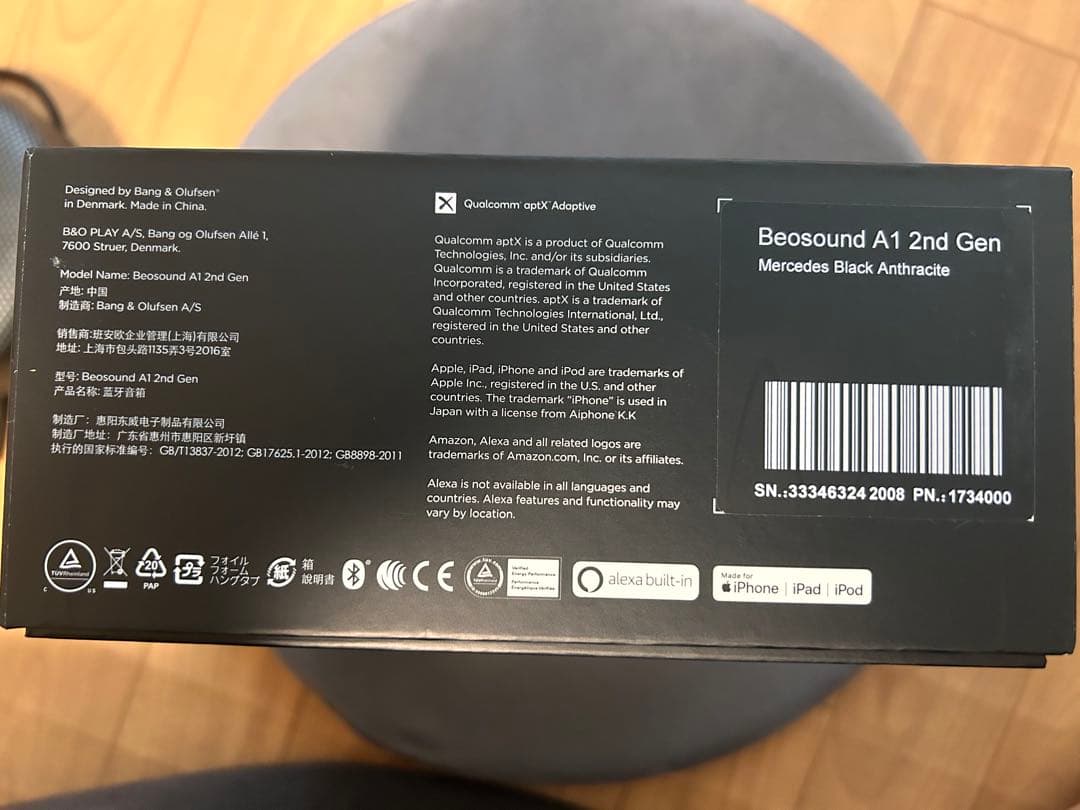 Designed by Bang & Olufsen®
in Denmark. Made in China.
B&O PLAY A/S, Bang og Olufsen Allé 1,
7600 Struer, Denmark.
Model Name: Beosound A1 2nd Gen
产地: 中国
制造商: Bang & Olufsen A/S
销售商:班安欧企业管理(上海)有限公司
地址: 上海市包头路1135弄3号2016室
型号: Beosound A1 2nd Gen
产品名称: 蓝牙音箱
制造厂: 惠阳东威电子制品有限公司
制造厂地址: 广东省惠州市惠阳区新圩镇
执行的国家标准编号: GB/T13837-2012; GB17625.1-2012; GB8898-2011
Qualcomm® aptX™ Adaptive
Qualcomm aptX is a product of Qualcomm
Technologies, Inc. and/or its subsidiaries.
Qualcomm is a trademark of Qualcomm
Incorporated, registered in the United States
and other countries. aptX is a trademark of
Qualcomm Technologies International, Ltd.,
registered in the United States and other
countries.
Apple, iPad, iPhone and iPod are trademarks of
Apple Inc., registered in the U.S. and other
countries. The trademark “iPhone” is used in
Japan with a license from Aiphone K.K
Amazon, Alexa and all related logos are
trademarks of Amazon.com, Inc. or its affiliates.
Alexa is not available in all languages and
countries. Alexa features and functionality may
vary by location.
Beosound A1 2nd Gen
Mercedes Black Anthracite
SN.:33346324 2008 PN.:1734000
TÜVRheinland
C US
20
PAP
プラ
フォイル
フォーム
ハングタブ
紙
箱
説明書
CE
Verified
Energy Performance
Performance
Énergétique Vérifiée
alexa built-in
Made for
iPhone | iPad | iPod